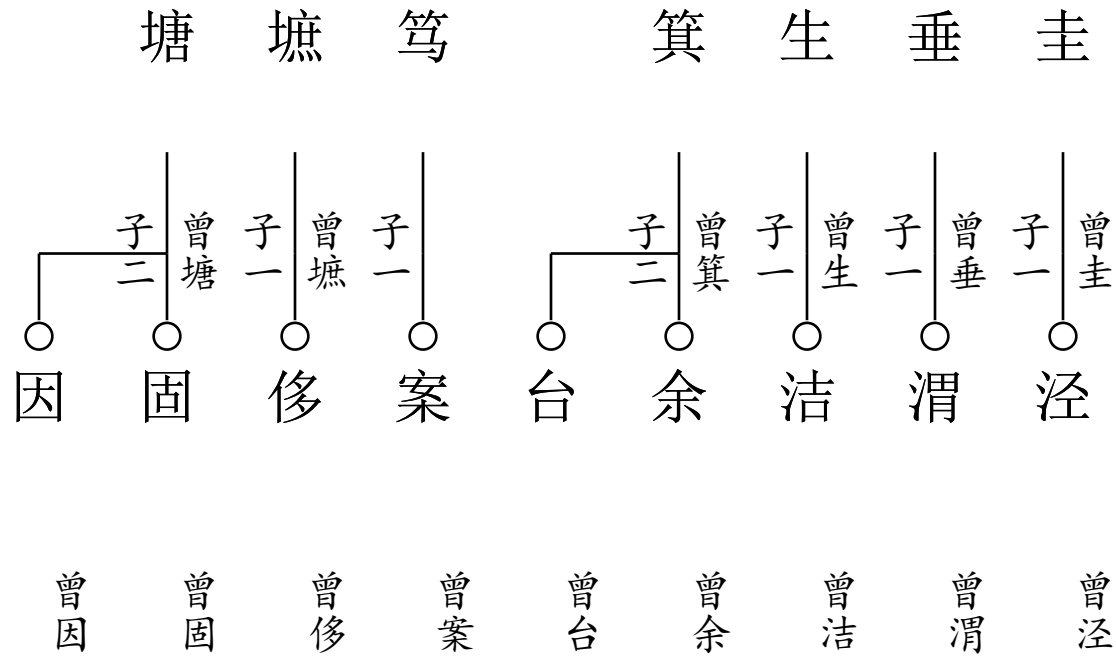 塘 墲 笃 箕 生 垂 圭
子二 曾塘 子一 曾墲 子一 子二 曾箕 子一 曾生 子一 曾垂 子一 曾圭
因 固 侈 案 台 余 洁 渭 泾
曾因 曾固 曾侈 曾案 曾台 曾余 曾洁 曾渭 曾泾